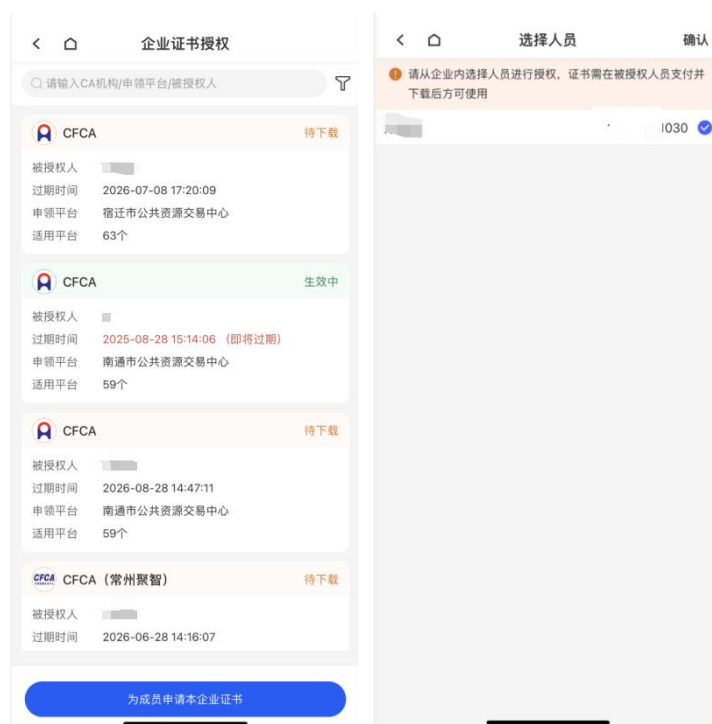 企业证书授权
请输入CA机构/申领平台/被授权人
CFCA 待下载
被授权人
过期时间 2026-07-08 17:20:09
申领平台 宿迁市公共资源交易中心
适用平台 63个
CFCA 生效中
被授权人
过期时间 2025-08-28 15:14:06 (即将过期)
申领平台 南通市公共资源交易中心
适用平台 59个
CFCA 待下载
被授权人
过期时间 2026-08-28 14:47:11
申领平台 南通市公共资源交易中心
适用平台 59个
CFCA CFCA(常州聚智) 待下载
被授权人
过期时间 2026-06-28 14:16:07
为成员申请本企业证书
选择人员 确认
请从企业内选择人员进行授权,证书需在被授权人员支付并
下载后方可使用
1030